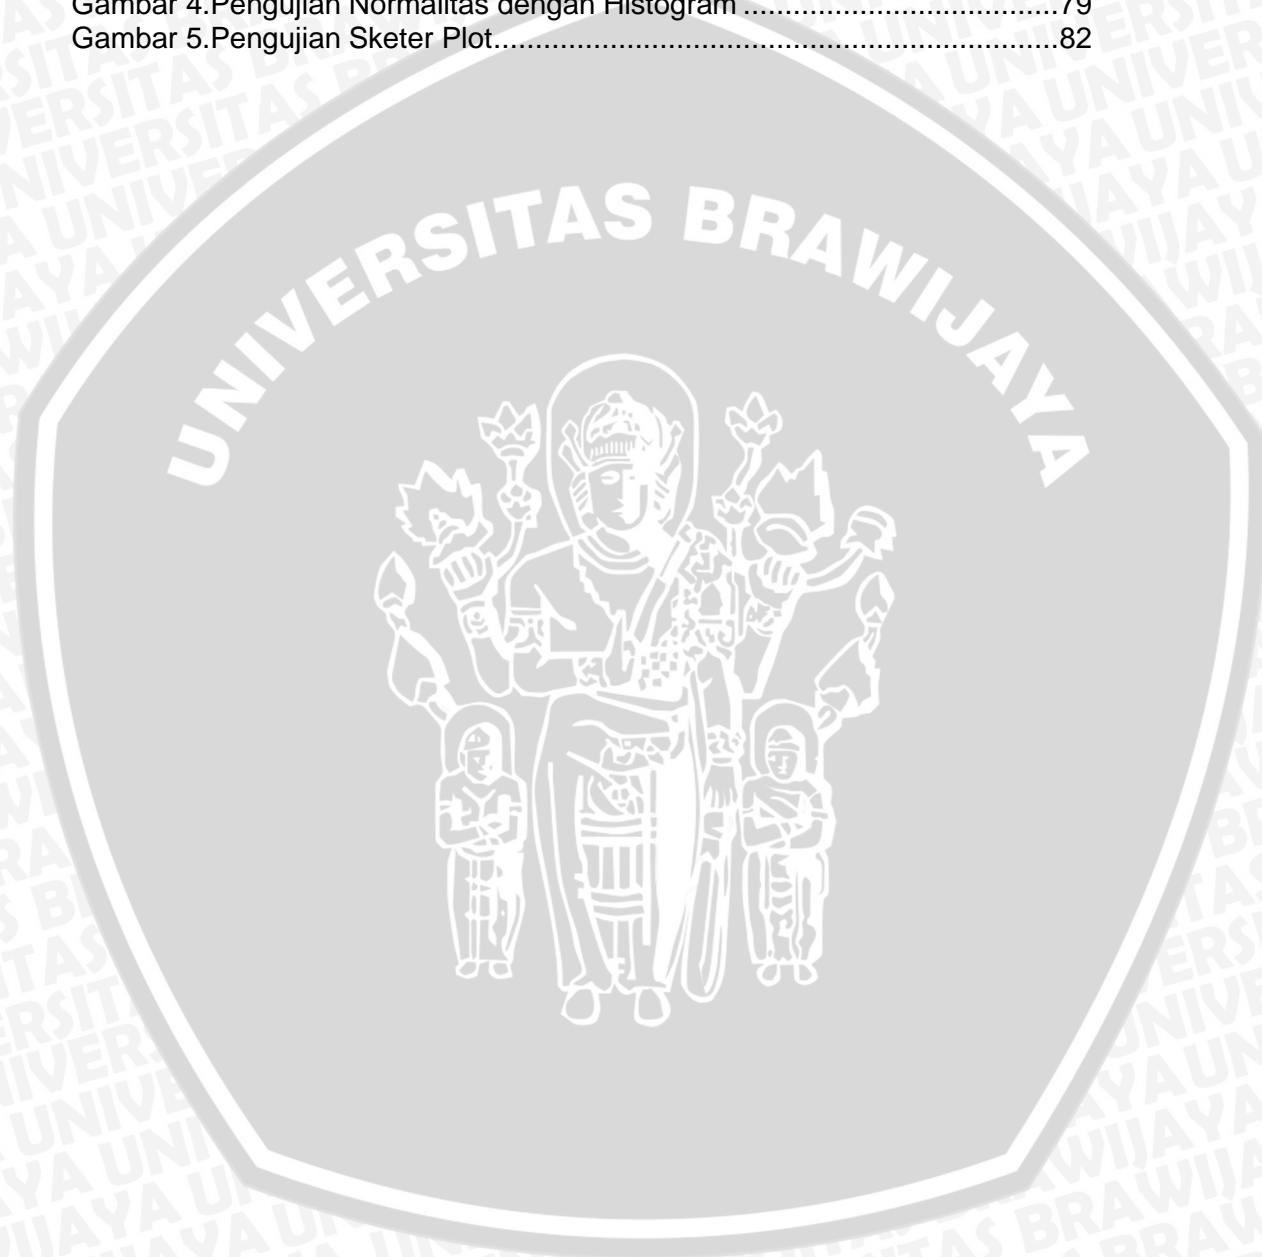 Gambar 4.Pengujian Normalitas dengan Histogram ......................................79
Gambar 5.Pengujian Sketer Plot....................................................................82
UNIVERSITAS BRAWIJAYA